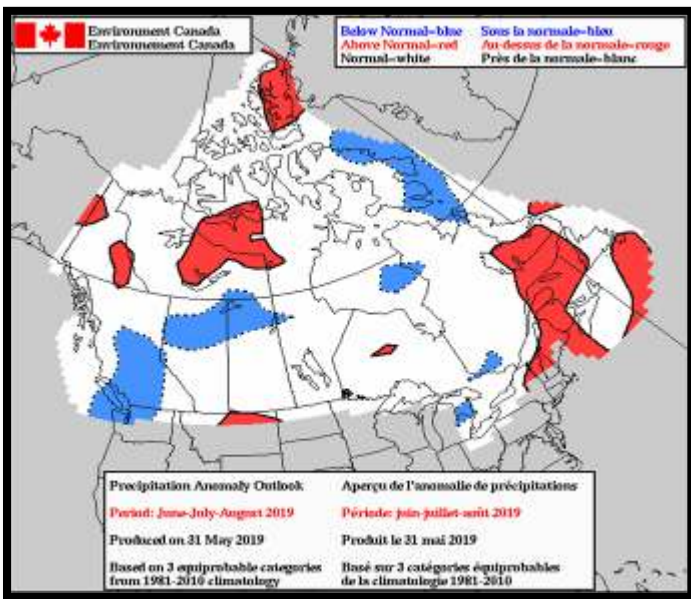 Environment Canada
Environnement Canada
Below Normal=blue
Above Normal=red
Normal=white
Sous la normale=bleu
Au-dessus de la normale=rouge
Près de la normale=blanc
Precipitation Anomaly Outlook
Period: June-July-August 2019
Produced on 31 May 2019
Based on 3 equiprobable categories
from 1981-2010 climatology
Aperçu de l'anomalie de précipitations
Période: juin-juillet-août 2019
Produit le 31 mai 2019
Basé sur 3 catégories équiprobables
de la climatologie 1981-2010